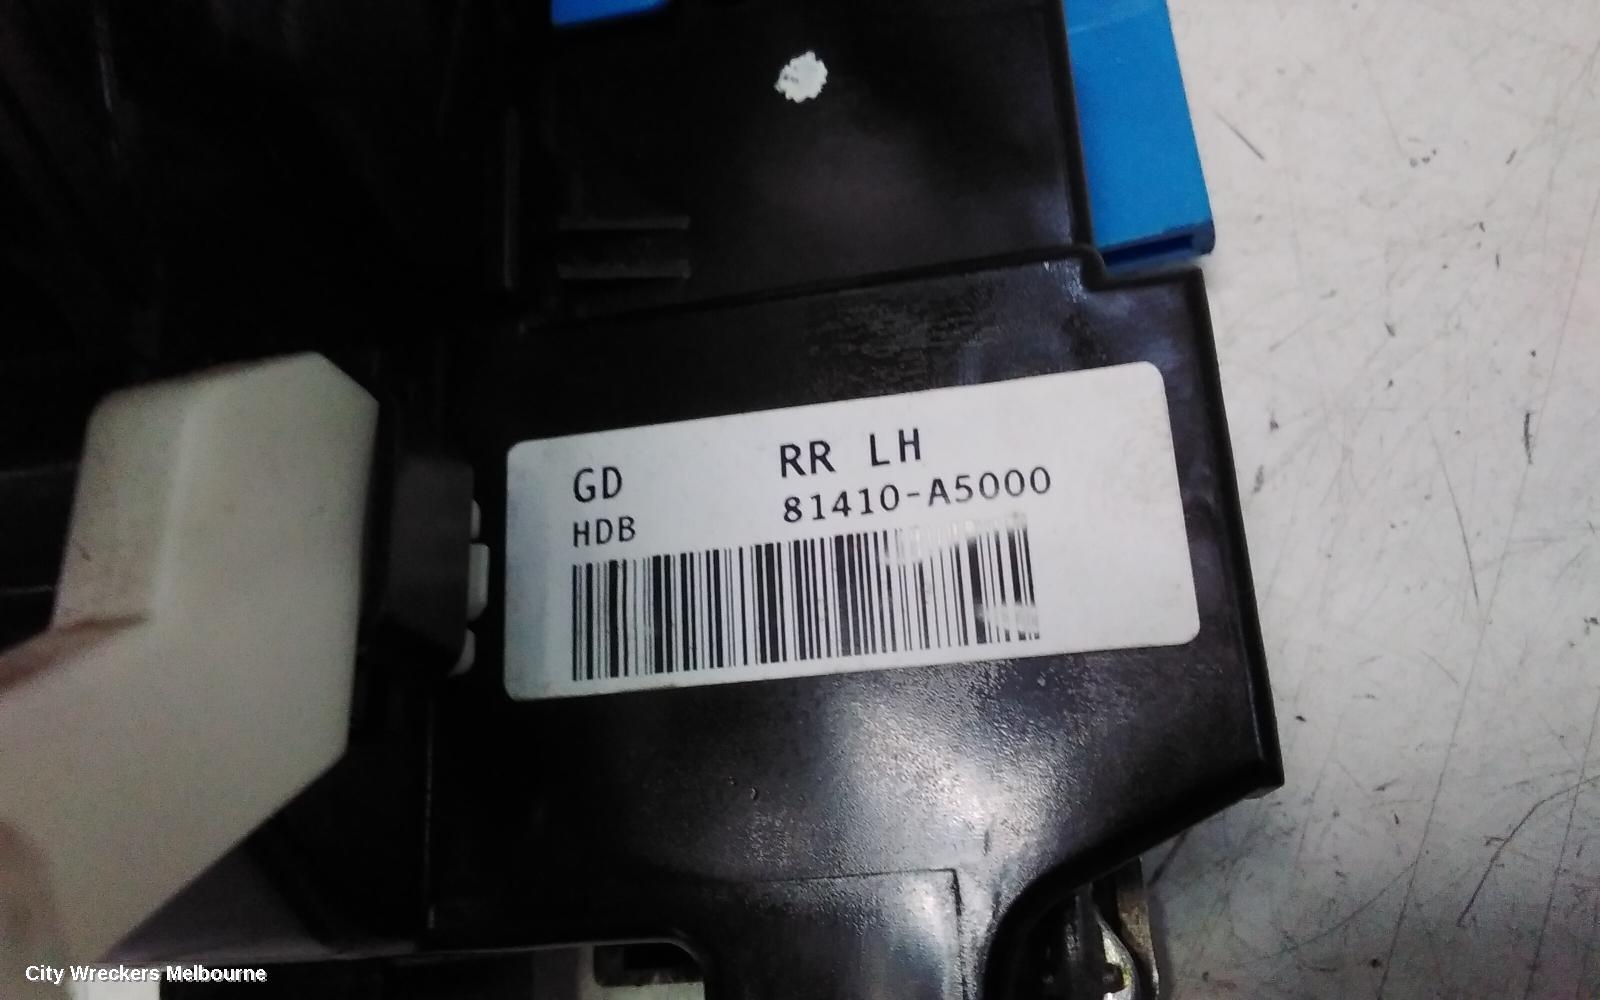 GD RR LH
HDB 81410-A5000
City Wreckers Melbourne